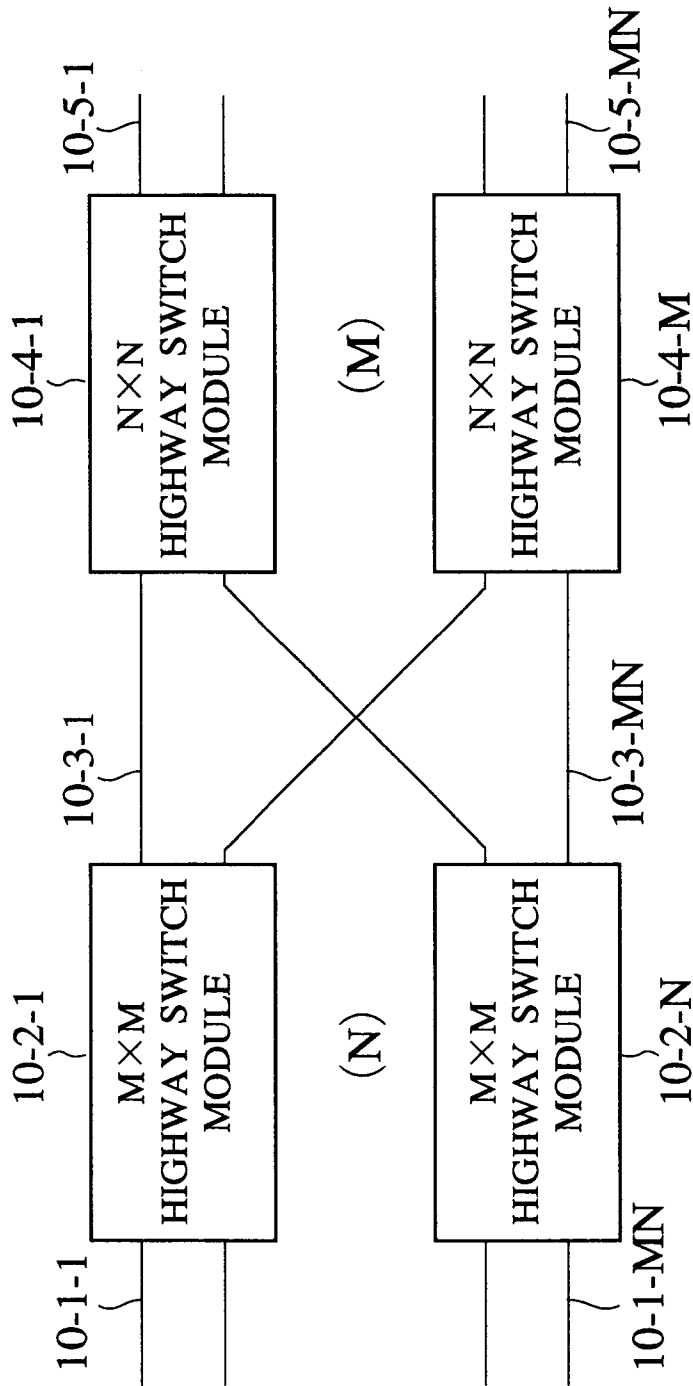 10-2-1
10-4-1
10-1-1
10-3-1
10-5-1
M×M
HIGHWAY SWITCH
MODULE
N×N
HIGHWAY SWITCH
MODULE
(N)
(M)
M×M
HIGHWAY SWITCH
MODULE
N×N
HIGHWAY SWITCH
MODULE
10-1-MN
10-3-MN
10-5-MN
10-2-N
10-4-M